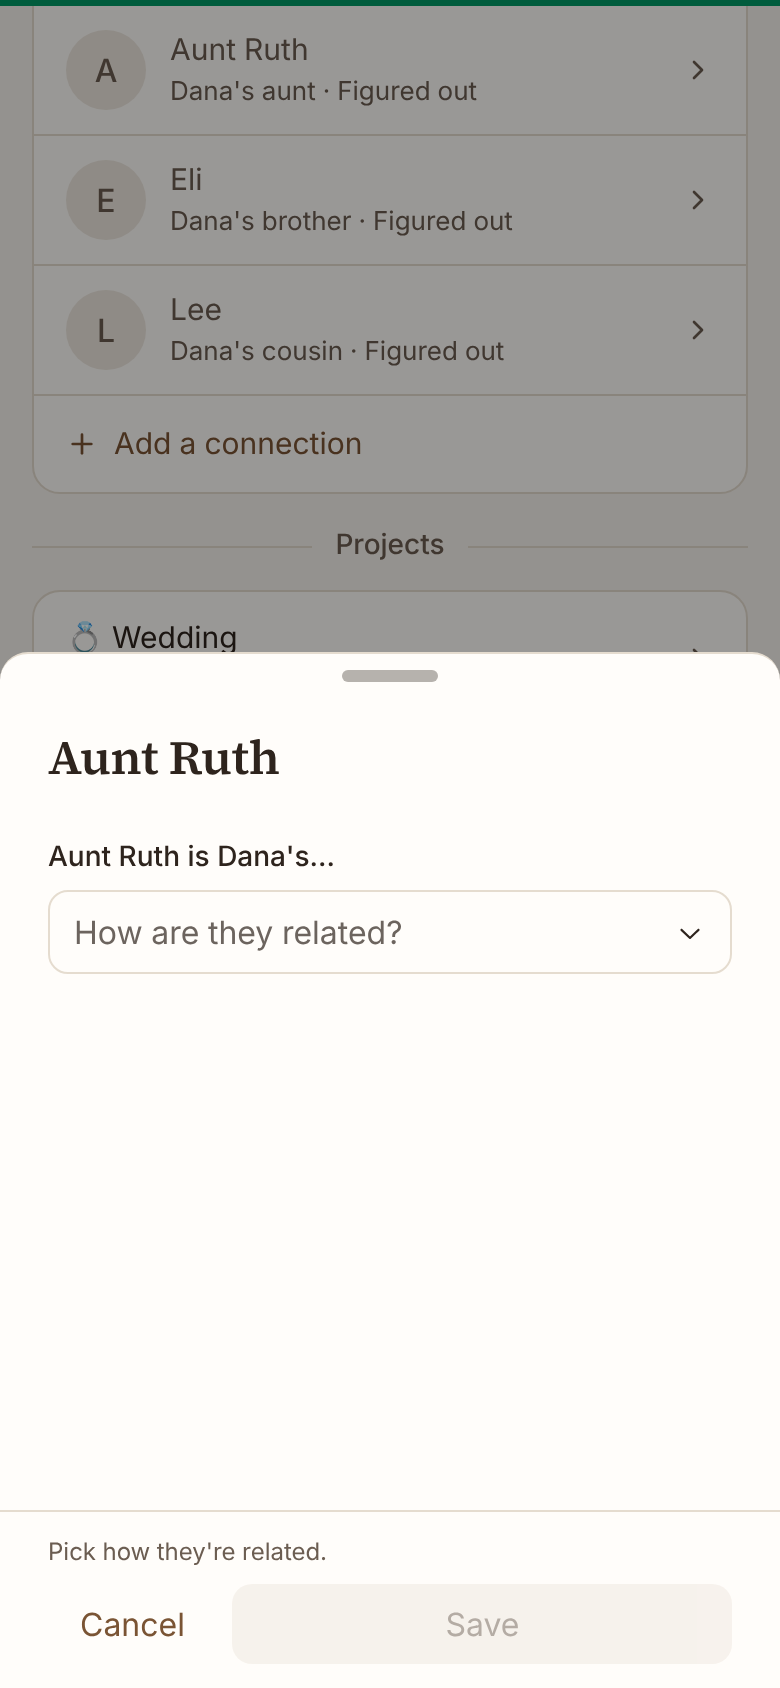 A
Aunt Ruth
Dana's aunt · Figured out
E
Eli
Dana's brother · Figured out
L
Lee
Dana's cousin · Figured out
+ Add a connection
Projects
💍 Wedding
Aunt Ruth
Aunt Ruth is Dana's...
How are they related?
Pick how they're related.
Cancel
Save